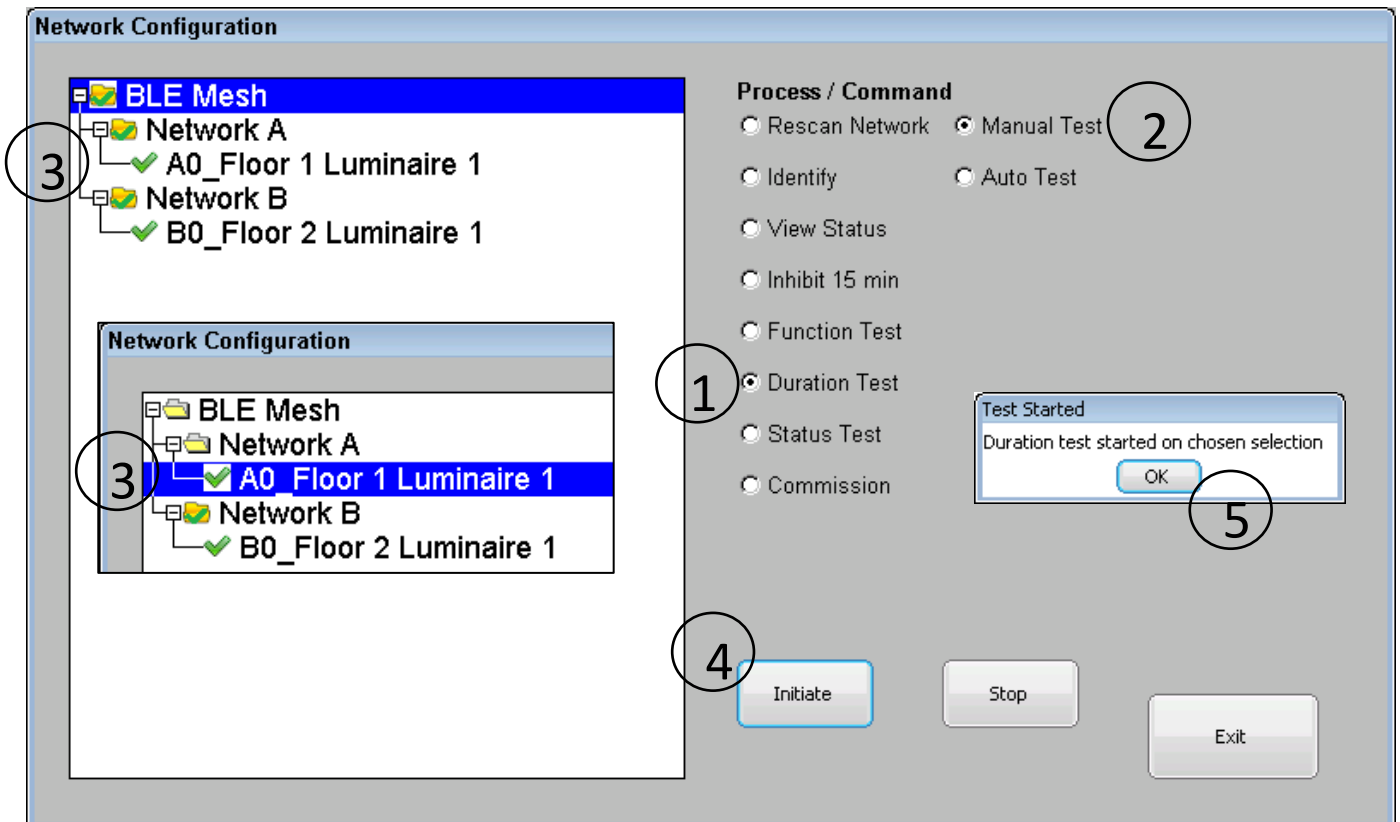 Network Configuration
BLE Mesh
Network A
A0_Floor 1 Luminaire 1
Network B
B0_Floor 2 Luminaire 1
3
Network Configuration
BLE Mesh
Network A
A0_Floor 1 Luminaire 1
Network B
B0_Floor 2 Luminaire 1
3
Process / Command
Rescan Network
Manual Test
2
Identify
Auto Test
View Status
Inhibit 15 min
Function Test
1
Duration Test
Status Test
Commission
Test Started
Duration test started on chosen selection
OK
5
4
Initiate
Stop
Exit